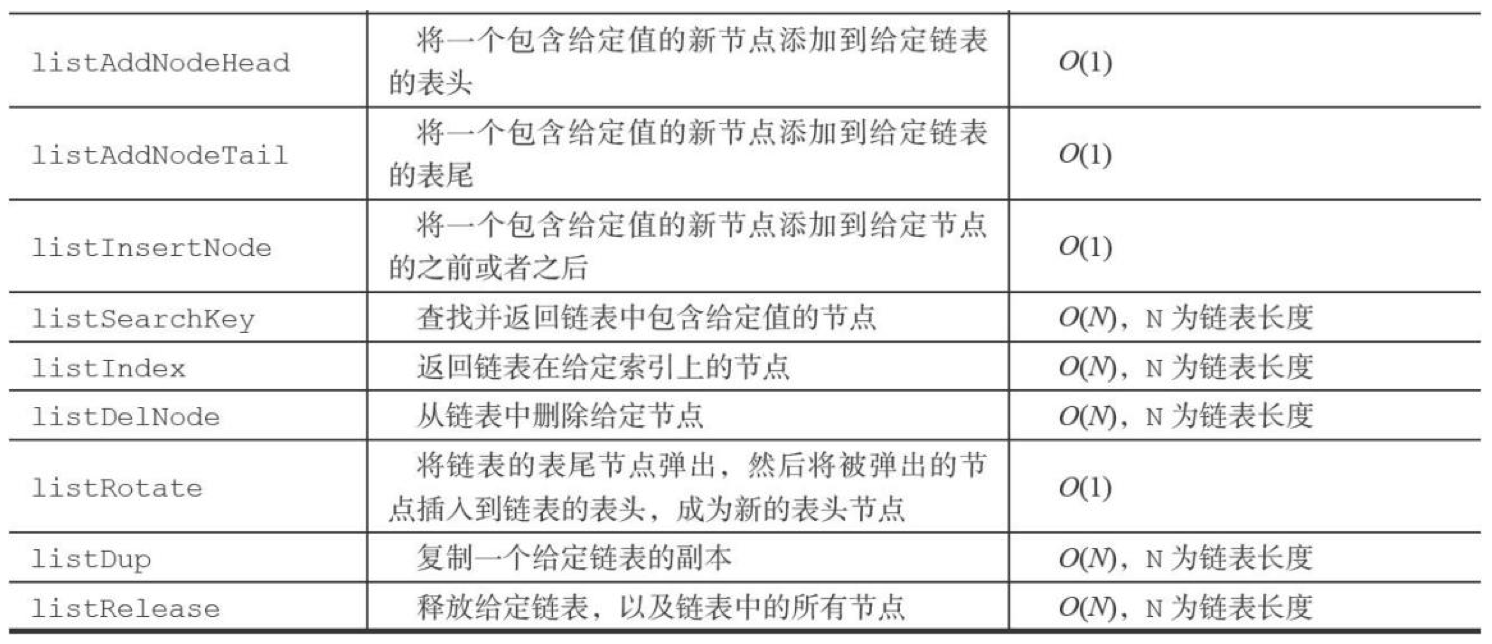 listAddNodeHead
将一个包含给定值的新节点添加到给定链表
的表头
O(1)
listAddNodeTail
将一个包含给定值的新节点添加到给定链表
的表尾
O(1)
listInsertNode
将一个包含给定值的新节点添加到给定节点
的之前或者之后
O(1)
listSearchKey 查找并返回链表中包含给定值的节点 O(N)，N 为链表长度
listIndex 返回链表在给定索引上的节点 O(N)，N 为链表长度
listDelNode 从链表中删除给定节点 O(N)，N 为链表长度
listRotate
将链表的表尾节点弹出，然后将被弹出的节
点插入到链表的表头，成为新的表头节点
O(1)
listDup 复制一个给定链表的副本 O(N)，N 为链表长度
listRelease 释放给定链表，以及链表中的所有节点 O(N)，N 为链表长度